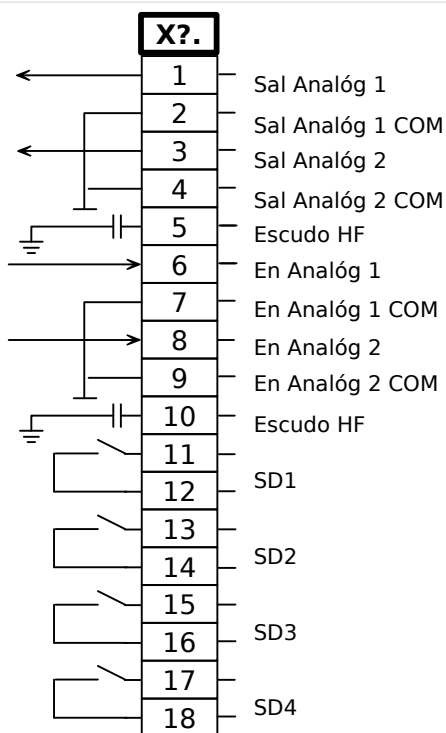 X?.
1 Sal Analóg 1
2 Sal Analóg 1 COM
3 Sal Analóg 2
4 Sal Analóg 2 COM
5 Escudo HF
6 En Analóg 1
7 En Analóg 1 COM
8 En Analóg 2
9 En Analóg 2 COM
10 Escudo HF
11
SD1
12
13
SD2
14
15
SD3
16
17
SD4
18